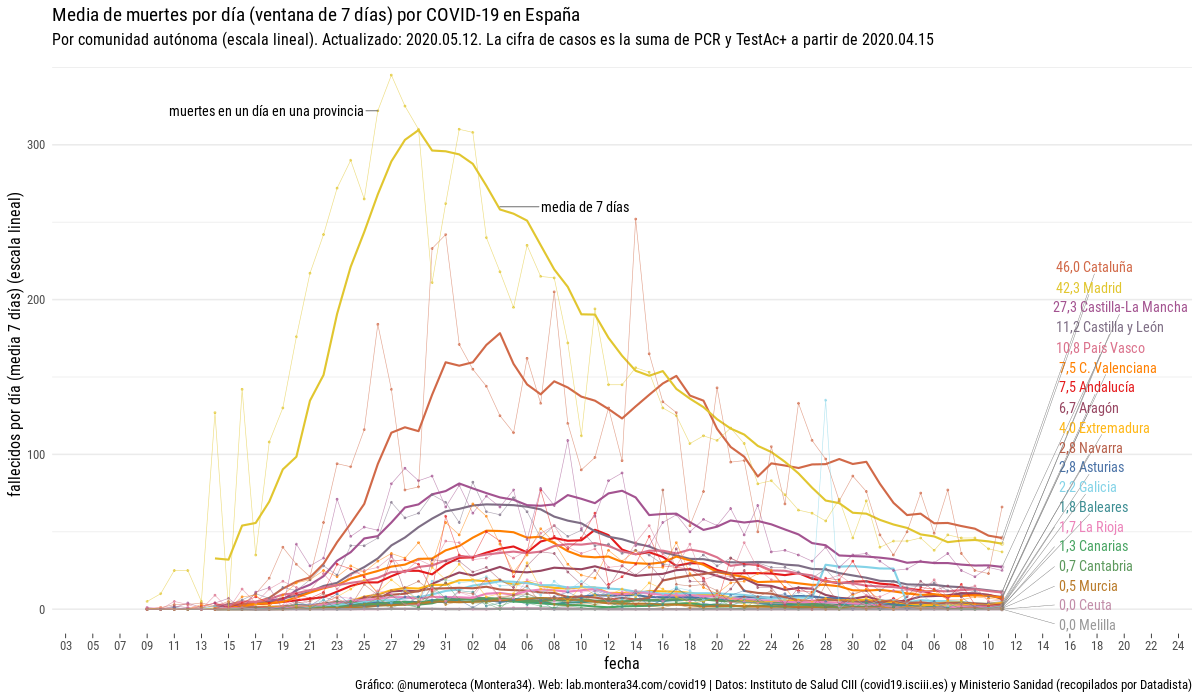 Media de muertes por día (ventana de 7 días) por COVID-19 en España
Por comunidad autónoma (escala lineal). Actualizado: 2020.05.12. La cifra de casos es la suma de PCR y TestAc+ a partir de 2020.04.15
muertes en un día en una provincia
300
media de 7 días
fallecidos por día (media 7 días) (escala lineal)
200
100
0
46,0 Cataluña
42,3 Madrid
27,3 Castilla-La Mancha
11,2 Castilla y León
10,8 País Vasco
7,5 C. Valenciana
7,5 Andalucía
6,7 Aragón
4,0 Extremadura
2,8 Navarra
2,8 Asturias
2,2 Galicia
1,8 Baleares
1,7 La Rioja
1,3 Canarias
0,7 Cantabria
0,5 Murcia
0,0 Ceuta
0,0 Melilla
03 05 07 09 11 13 15 17 19 21 23 25 27 29 31 02 04 06 08 10 12 14 16 18 20 22 24 26 28 30 02 04 06 08 10 12 14 16 18 20 22 24
fecha
Gráfico: @numeroteca (Montera34). Web: lab.montera34.com/covid19 | Datos: Instituto de Salud CIII (covid19.isciii.es) y Ministerio Sanidad (recopilados por Datadista)